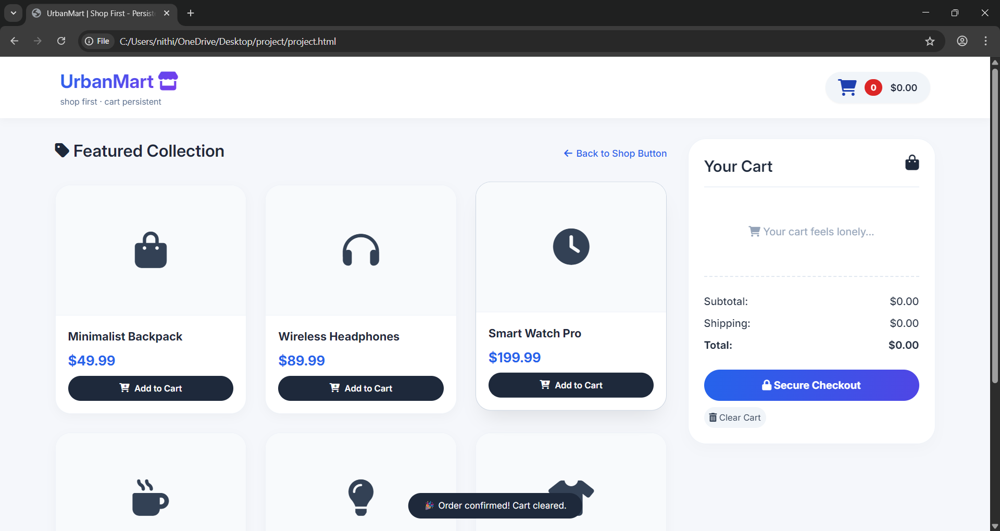 UrbanMart | Shop First - Persist
File
C:/Users/nithi/OneDrive/Desktop/project/project.html
UrbanMart
shop first · cart persistent
0
$0.00
Featured Collection
← Back to Shop Button
Minimalist Backpack
$49.99
Add to Cart
Wireless Headphones
$89.99
Add to Cart
Smart Watch Pro
$199.99
Add to Cart
Your Cart
Your cart feels lonely...
Subtotal: $0.00
Shipping: $0.00
Total: $0.00
Secure Checkout
Clear Cart
🎉 Order confirmed! Cart cleared.